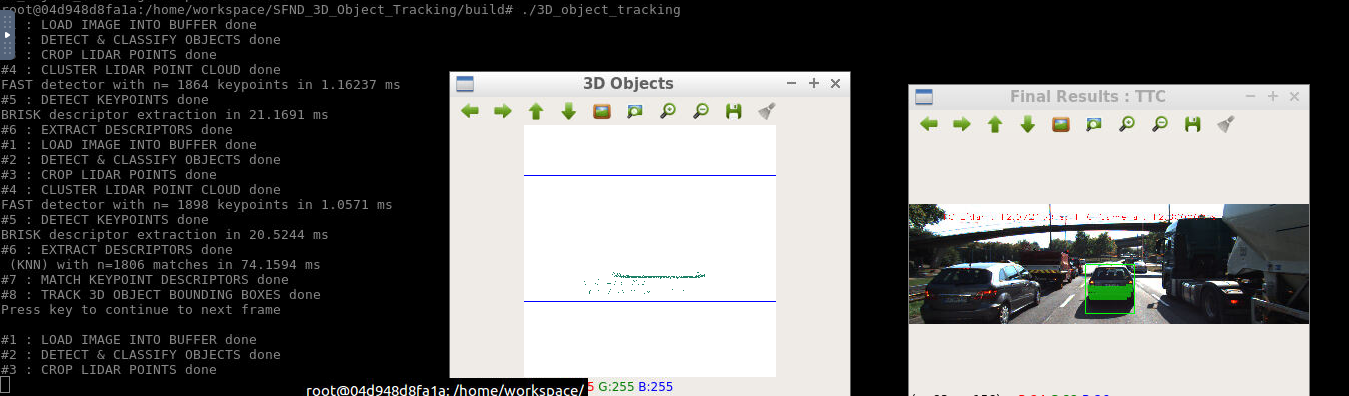 root@04d948d8fa1a:/home/workspace/SFND_3D_Object_Tracking/build# ./3D_object_tracking
: LOAD IMAGE INTO BUFFER done
: DETECT & CLASSIFY OBJECTS done
: CROP LIDAR POINTS done
#4 : CLUSTER LIDAR POINT CLOUD done
FAST detector with n= 1864 keypoints in 1.16237 ms
#5 : DETECT KEYPOINTS done
BRISK descriptor extraction in 21.1691 ms
#6 : EXTRACT DESCRIPTORS done
#1 : LOAD IMAGE INTO BUFFER done
#2 : DETECT & CLASSIFY OBJECTS done
#3 : CROP LIDAR POINTS done
#4 : CLUSTER LIDAR POINT CLOUD done
FAST detector with n= 1898 keypoints in 1.0571 ms
#5 : DETECT KEYPOINTS done
BRISK descriptor extraction in 20.5244 ms
#6 : EXTRACT DESCRIPTORS done
(KNN) with n=1806 matches in 74.1594 ms
#7 : MATCH KEYPOINT DESCRIPTORS done
#8 : TRACK 3D OBJECT BOUNDING BOXES done
Press key to continue to next frame
#1 : LOAD IMAGE INTO BUFFER done
#2 : DETECT & CLASSIFY OBJECTS done
#3 : CROP LIDAR POINTS done
root@04d948d8fa1a: /home/workspace/
3D Objects
5 G:255 B:255
Final Results : TTC